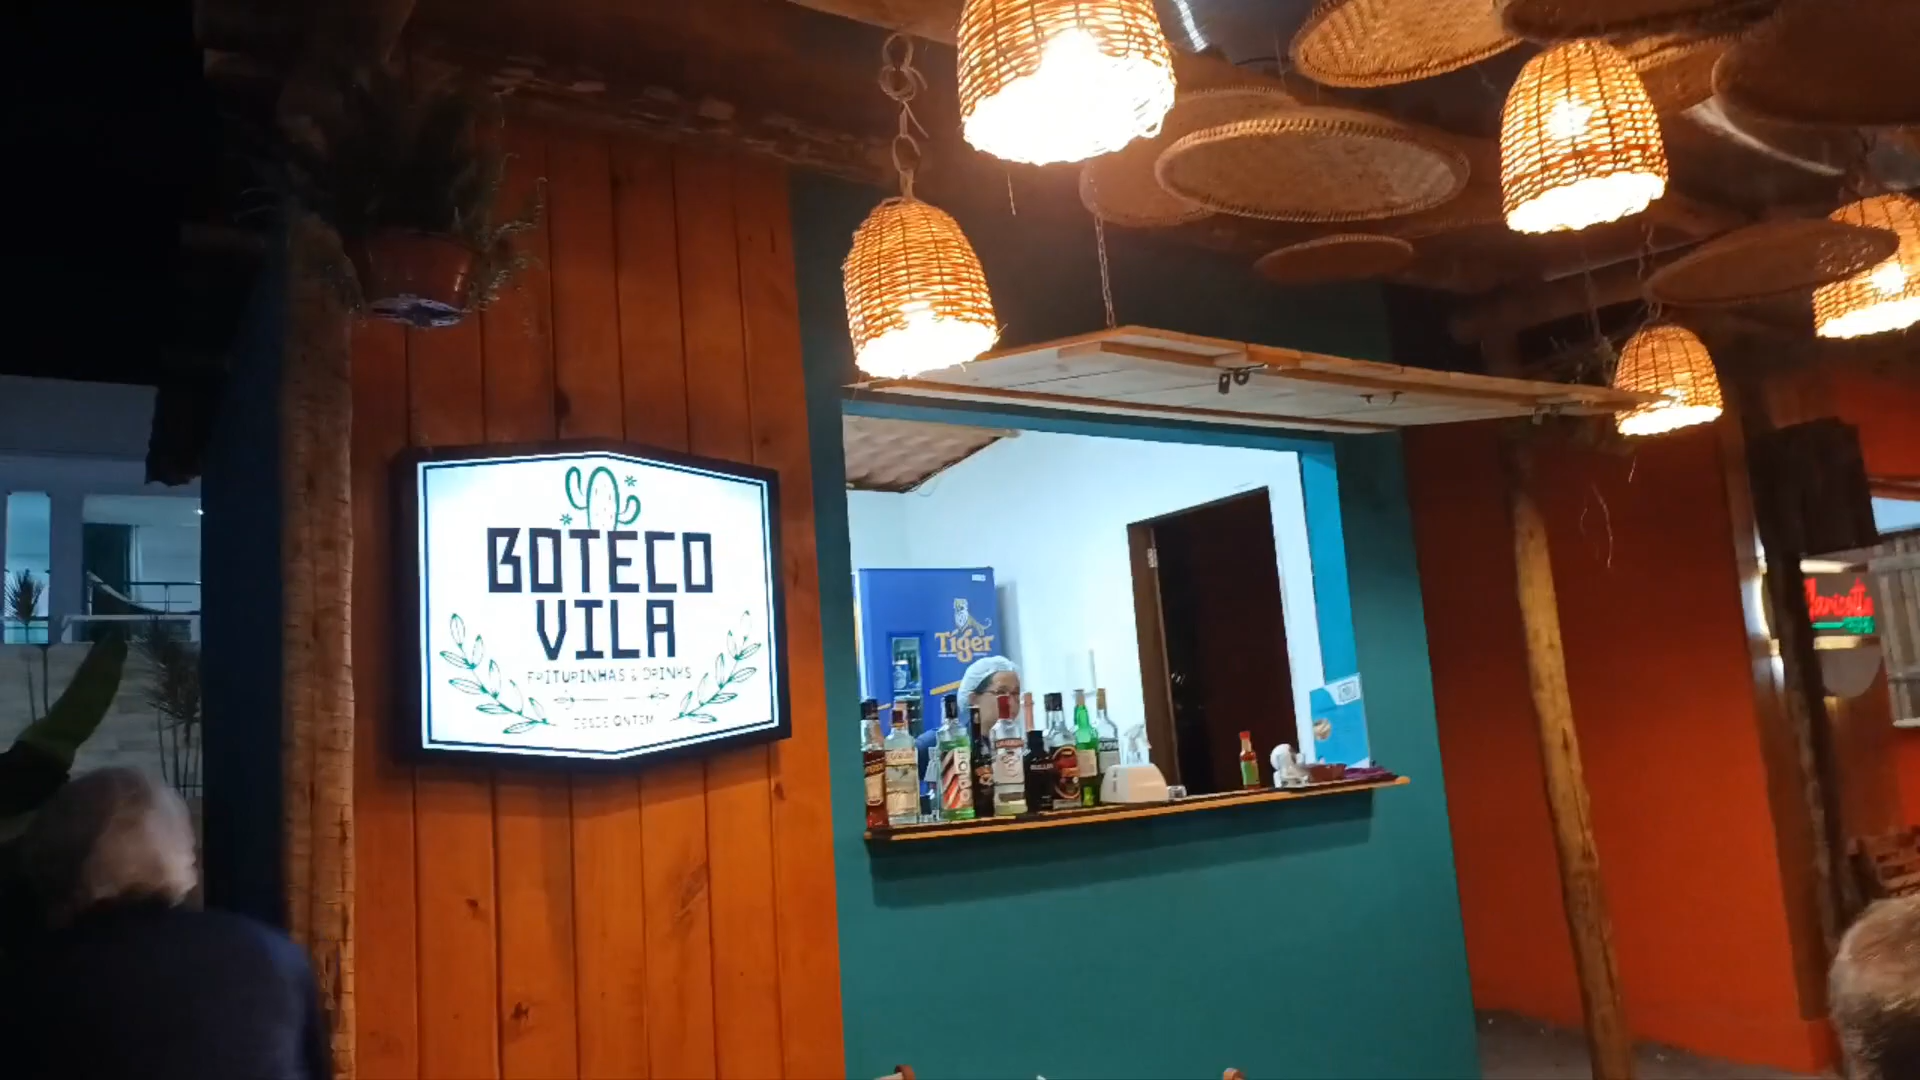 BOTECO
VILA
FRITURINHAS & DRINKS
DESDE ONTEM
Tiger